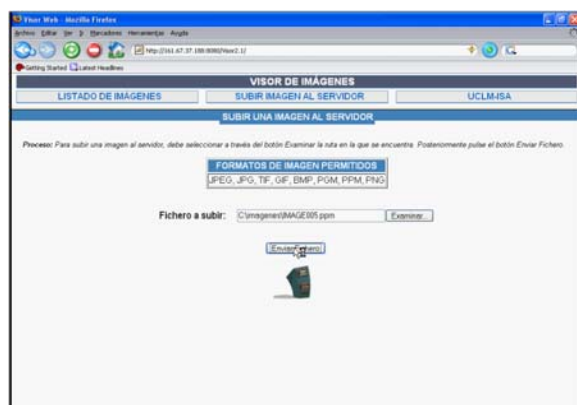 Visor Web - Mozilla Firefox
Archivo Editar Ver Ir Marcadores Herramientas Ayuda
Getting Started Latest Headlines
VISOR DE IMÁGENES
LISTADO DE IMÁGENES SUBIR IMAGEN AL SERVIDOR UCLM-ISA
SUBIR UNA IMAGEN AL SERVIDOR
Proceso: Para subir una imagen al servidor, debe seleccionar a través del botón Examinar la ruta en la que se encuentra. Posteriormente pulse el botón Enviar Fichero.
FORMATOS DE IMAGEN PERMITIDOS
JPEG, JPG, TIF, GIF, BMP, PGM, PPM, PNG
Fichero a subir: C:\imagenes\IMAGE005.ppm Examinar...
Enviar Fichero